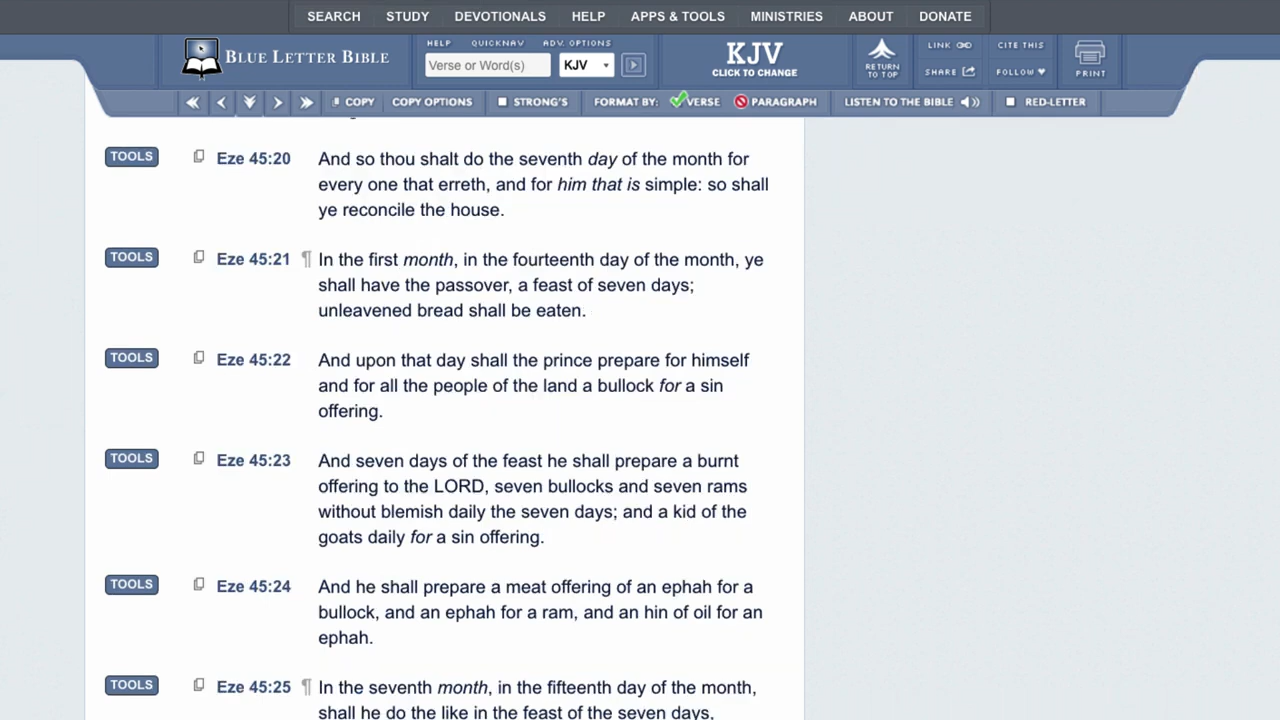 SEARCH STUDY DEVOTIONALS HELP APPS & TOOLS MINISTRIES ABOUT DONATE
BLUE LETTER BIBLE
HELP QUICKNAV ADV. OPTIONS
Verse or Word(s) KJV
KJV
CLICK TO CHANGE
RETURN
TO TOP
LINK CITE THIS
SHARE FOLLOW
PRINT
COPY COPY OPTIONS STRONG'S FORMAT BY: VERSE PARAGRAPH LISTEN TO THE BIBLE RED-LETTER
TOOLS Eze 45:20 And so thou shalt do the seventh day of the month for
every one that erreth, and for him that is simple: so shall
ye reconcile the house.
TOOLS Eze 45:21 ¶ In the first month, in the fourteenth day of the month, ye
shall have the passover, a feast of seven days;
unleavened bread shall be eaten.
TOOLS Eze 45:22 And upon that day shall the prince prepare for himself
and for all the people of the land a bullock for a sin
offering.
TOOLS Eze 45:23 And seven days of the feast he shall prepare a burnt
offering to the LORD, seven bullocks and seven rams
without blemish daily the seven days; and a kid of the
goats daily for a sin offering.
TOOLS Eze 45:24 And he shall prepare a meat offering of an ephah for a
bullock, and an ephah for a ram, and an hin of oil for an
ephah.
TOOLS Eze 45:25 ¶ In the seventh month, in the fifteenth day of the month,
shall he do the like in the feast of the seven days,